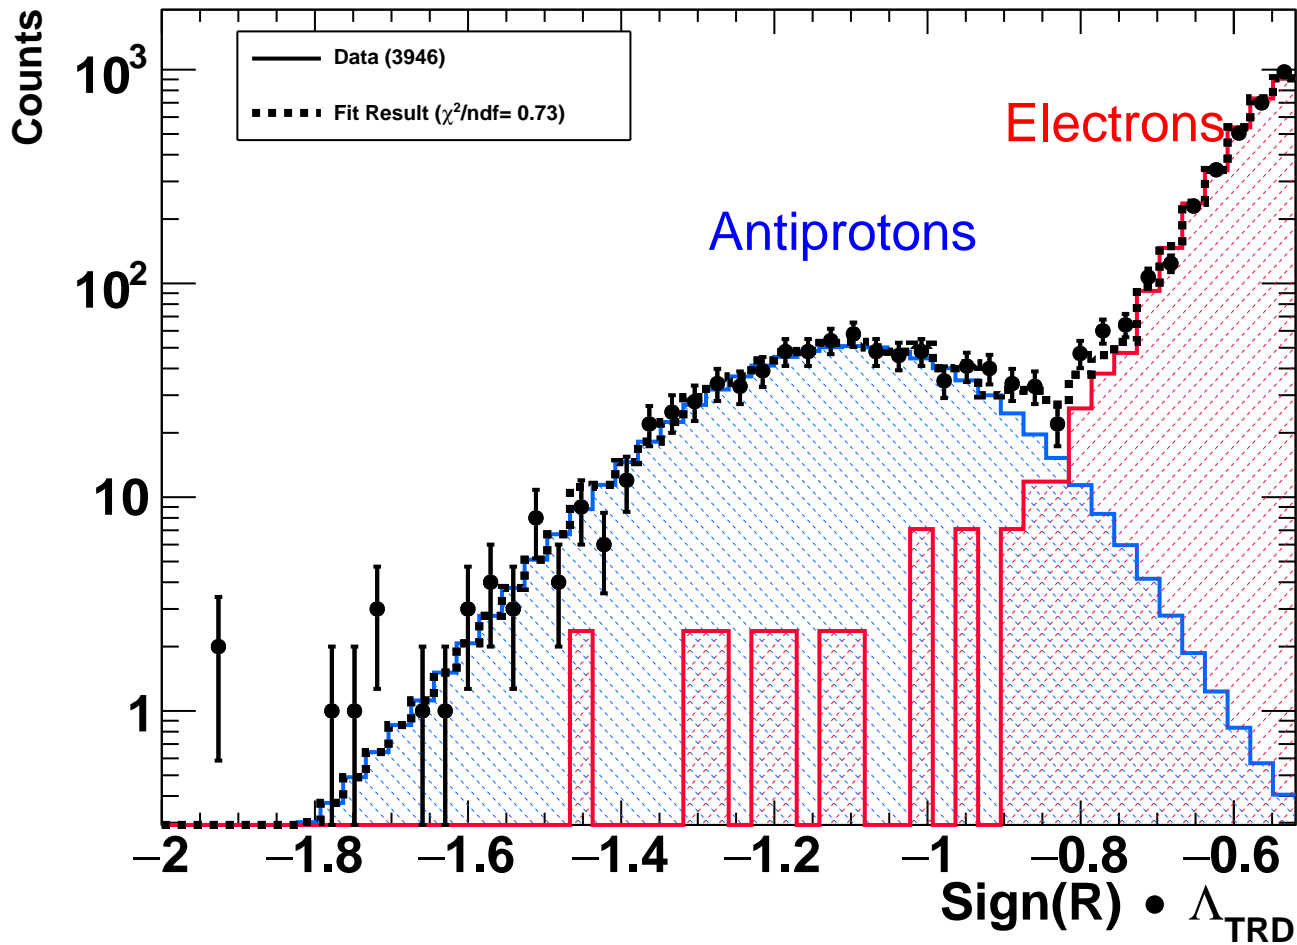 Counts
10³
10²
10
1
Data (3946)
Fit Result (χ²/ndf= 0.73)
Electrons
Antiprotons
−2 −1.8 −1.6 −1.4 −1.2 −1 −0.8 −0.6
Sign(R) • Λ_TRD